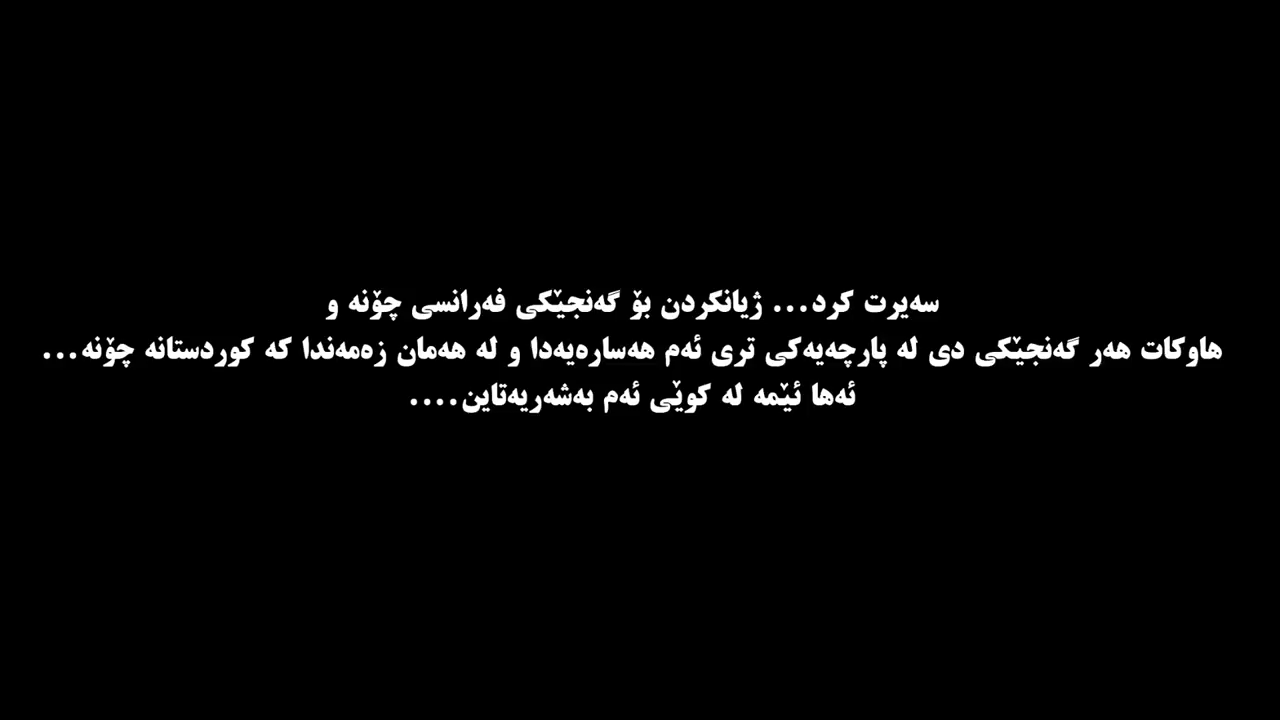 سەیرت کرد... ژیانکردن بۆ گەنجێکی فەرانسی چۆنە و
هاوکات هەر گەنجێکی دی لە پارچەیەکی تری ئەم هەسارەیەدا و لە هەمان زەمەندا کە کوردستانە چۆنە...
ئەها ئێمە لە کوێی ئەم بەشەریەتاین....